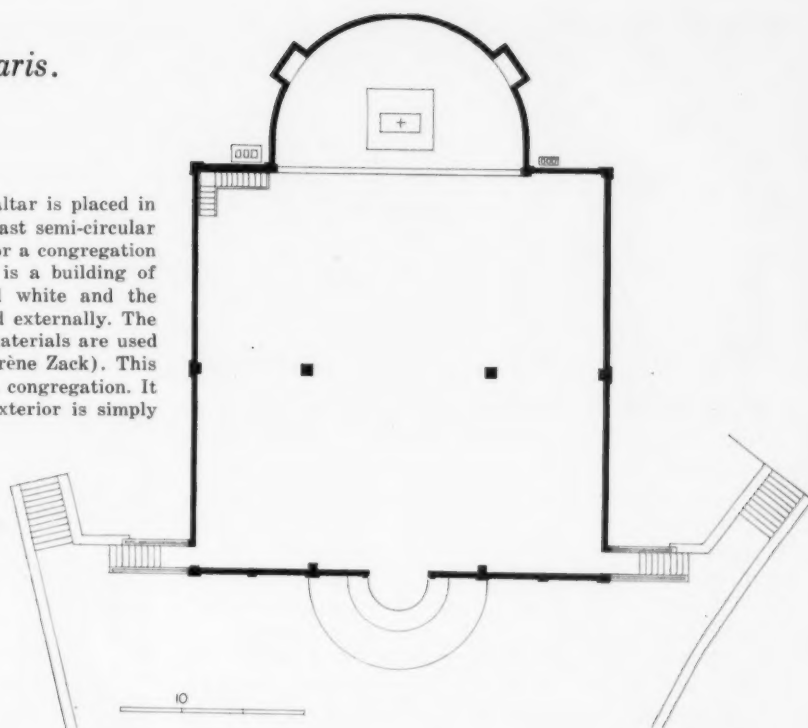 aris.
ltar is placed in
ast semi-circular
or a congregation
is a building of
l white and the
d externally. The
aterials are used
rène Zack). This
congregation. It
xterior is simply
10